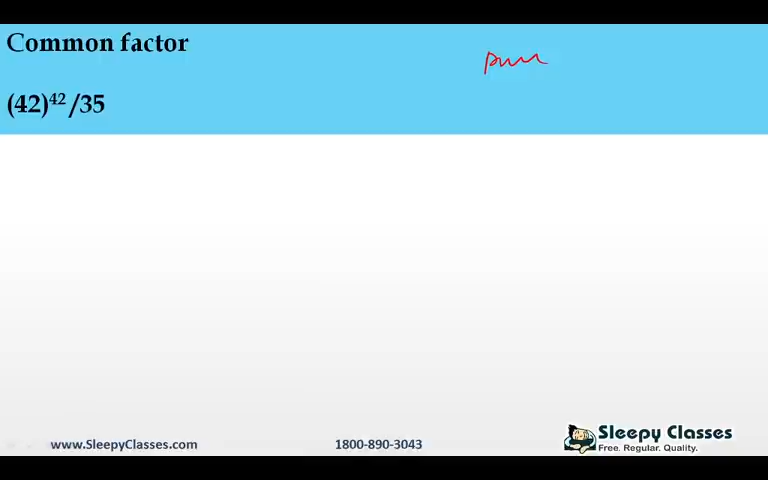 Common factor
(42)⁴²/35
www.SleepyClasses.com
1800-890-3043
Sleepy Classes
Free. Regular. Quality.